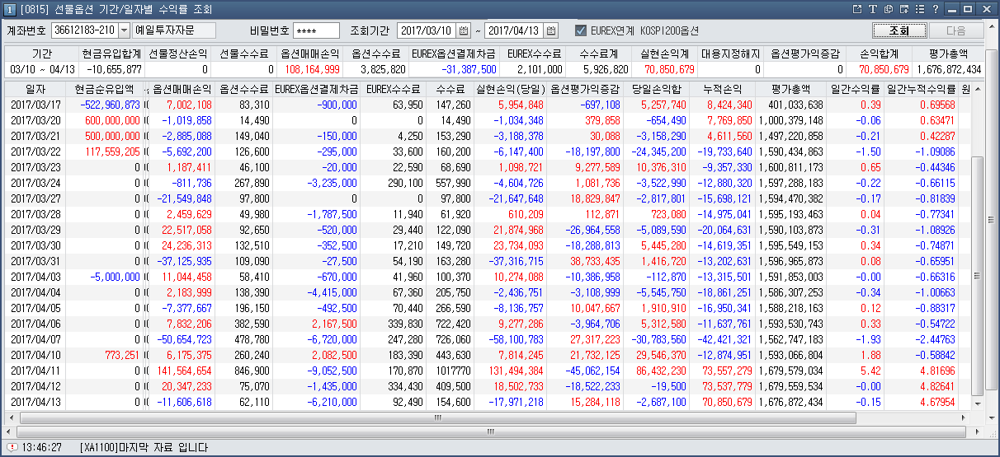 1 [0815] 선물옵션 기간/일자별 수익률 조회
계좌번호 36612183-210 예일투자자문 비밀번호 **** 조회기간 2017/03/10 ~ 2017/04/13 EUREX연계 KOSPI200옵션 조회 다음
기간 현금유입합계 선물정산손익 선물수수료 옵션매매손익 옵션수수료 EUREX옵션결제차금 EUREX수수료 수수료계 실현손익계 대용지정해지 옵션평가익증감 손익합계 평가총액
03/10 ~ 04/13 -10,655,877 0 0 108,164,999 3,825,820 -31,387,500 2,101,000 5,926,820 70,850,679 0 0 70,850,679 1,676,872,434
일자 현금순유입액 옵션매매손익 옵션수수료 EUREX옵션결제차금 EUREX수수료 수수료 실현손익(당일) 옵션평가익증감 당일손익합 누적손익 평가총액 일간수익률 일간누적수익률 원
2017/03/17 -522,960,873 7,002,108 83,310 -900,000 63,950 147,260 5,954,848 -697,108 5,257,740 8,424,340 401,033,638 0.39 0.69568
2017/03/20 600,000,000 -1,019,858 14,490 0 0 14,490 -1,034,348 379,858 -654,490 7,769,850 1,000,379,148 -0.06 0.63471
2017/03/21 500,000,000 -2,885,088 149,040 -150,000 4,250 153,290 -3,188,378 30,088 -3,158,290 4,611,560 1,497,220,858 -0.21 0.42287
2017/03/22 117,559,205 -5,692,200 126,600 -295,000 33,600 160,200 -6,147,400 -18,197,800 -24,345,200 -19,733,640 1,590,434,863 -1.50 -1.09086
2017/03/23 0 1,187,411 46,100 -20,000 22,590 68,690 1,098,721 9,277,589 10,376,310 -9,357,330 1,600,811,173 0.65 -0.44346
2017/03/24 0 -811,736 267,890 -3,235,000 290,100 557,990 -4,604,726 1,081,736 -3,522,990 -12,880,320 1,597,288,183 -0.22 -0.66115
2017/03/27 0 -21,549,848 97,800 0 0 97,800 -21,647,648 18,829,847 -2,817,801 -15,698,121 1,594,470,382 -0.17 -0.81839
2017/03/28 0 2,459,629 49,980 -1,787,500 11,940 61,920 610,209 112,871 723,080 -14,975,041 1,595,193,463 0.04 -0.77341
2017/03/29 0 22,517,058 92,650 -520,000 29,440 122,090 21,874,968 -26,964,558 -5,089,590 -20,064,631 1,590,103,873 -0.31 -1.08926
2017/03/30 0 24,236,313 132,510 -352,500 17,210 149,720 23,734,093 -18,288,813 5,445,280 -14,619,351 1,595,549,153 0.34 -0.74871
2017/03/31 0 -37,125,935 109,090 -27,500 54,190 163,280 -37,316,715 38,733,435 1,416,720 -13,202,631 1,596,965,873 0.08 -0.65951
2017/04/03 -5,000,000 11,044,458 58,410 -670,000 41,960 100,370 10,274,088 -10,386,958 -112,870 -13,315,501 1,591,853,003 -0.00 -0.66316
2017/04/04 0 2,183,999 138,390 -4,415,000 67,360 205,750 -2,436,751 -3,108,999 -5,545,750 -18,861,251 1,586,307,253 -0.34 -1.00663
2017/04/05 0 -7,377,667 196,150 -492,500 70,440 266,590 -8,136,757 10,047,667 1,910,910 -16,950,341 1,588,218,163 0.12 -0.88317
2017/04/06 0 7,832,206 382,590 2,167,500 339,830 722,420 9,277,286 -3,964,706 5,312,580 -11,637,761 1,593,530,743 0.33 -0.54722
2017/04/07 0 -50,654,723 478,780 -6,720,000 247,280 726,060 -58,100,783 27,317,223 -30,783,560 -42,421,321 1,562,747,183 -1.93 -2.44763
2017/04/10 773,251 6,175,375 260,240 2,082,500 183,390 443,630 7,814,245 21,732,125 29,546,370 -12,874,951 1,593,066,804 1.88 -0.58842
2017/04/11 0 141,564,654 846,900 -9,052,500 170,870 1017770 131,494,384 -45,062,154 86,432,230 73,557,279 1,679,579,034 5.42 4.81696
2017/04/12 0 20,347,233 75,070 -1,435,000 334,430 409,500 18,502,733 -18,522,233 -19,500 73,537,779 1,679,559,534 -0.00 4.82641
2017/04/13 0 -11,606,618 62,110 -6,210,000 92,490 154,600 -17,971,218 15,284,118 -2,687,100 70,850,679 1,676,872,434 -0.15 4.67954
13:46:27 [XA1100]마지막 자료 입니다